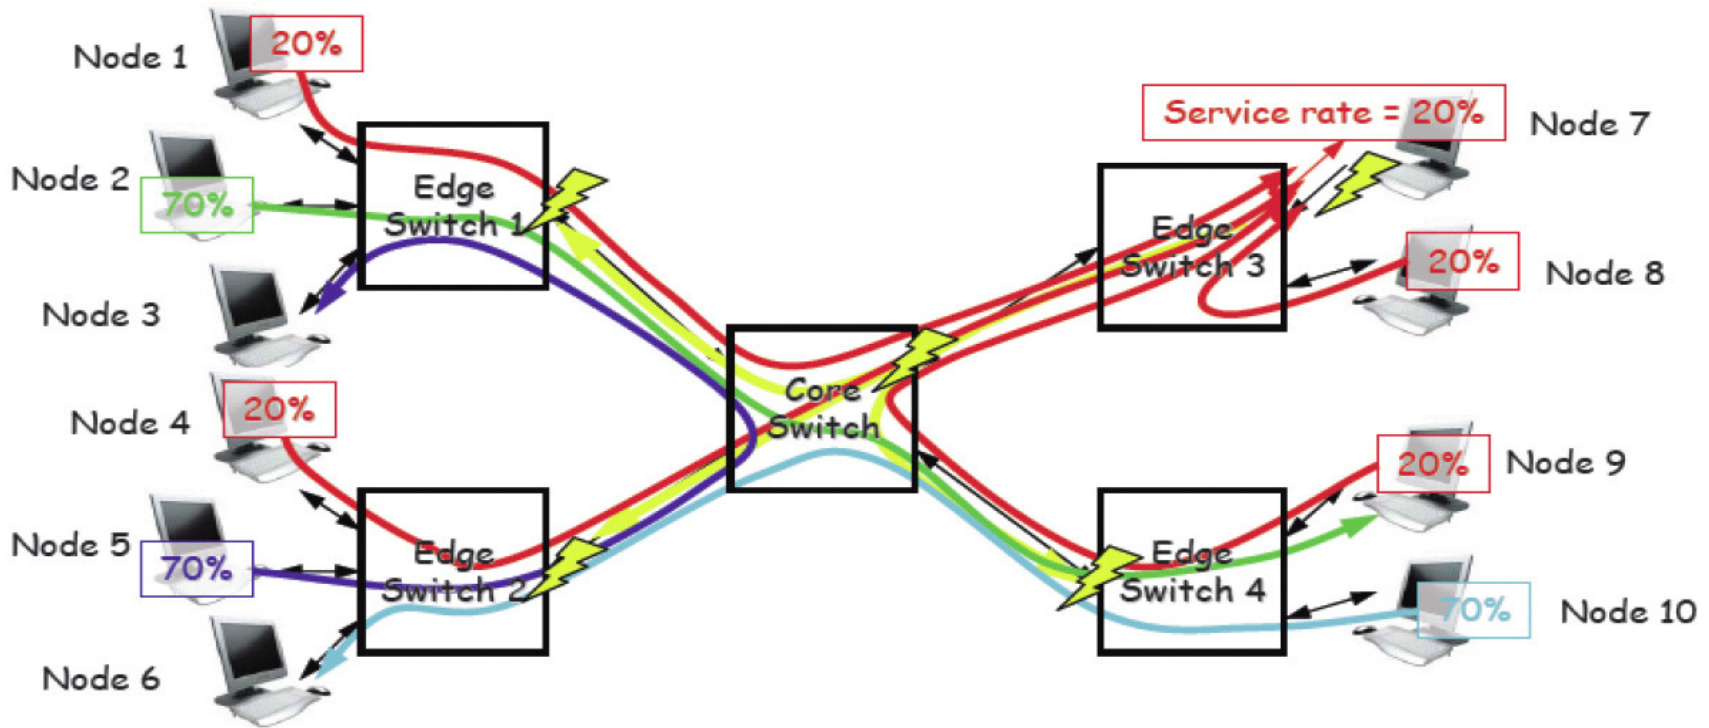 Node 1
20%
Node 2
70%
Edge
Switch 1
Node 3
Service rate = 20%
Node 7
Edge
Switch 3
20%
Node 8
Core
Switch
Node 4
20%
Node 5
70%
Edge
Switch 2
Node 6
20%
Node 9
Edge
Switch 4
70%
Node 10